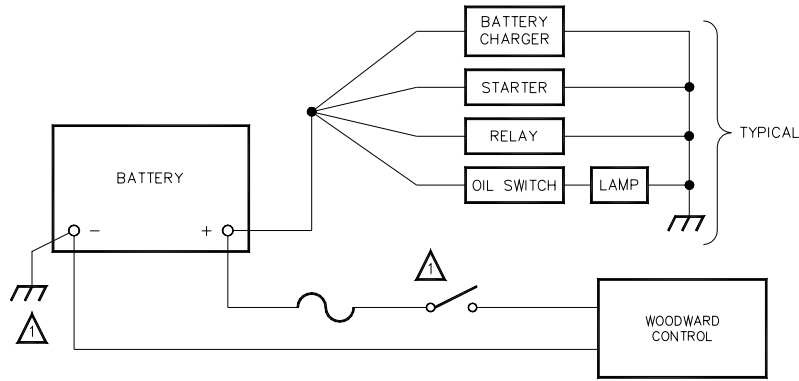 BATTERY
CHARGER
STARTER
RELAY
OIL SWITCH
LAMP
TYPICAL
BATTERY
- +
1
1
WOODWARD
CONTROL